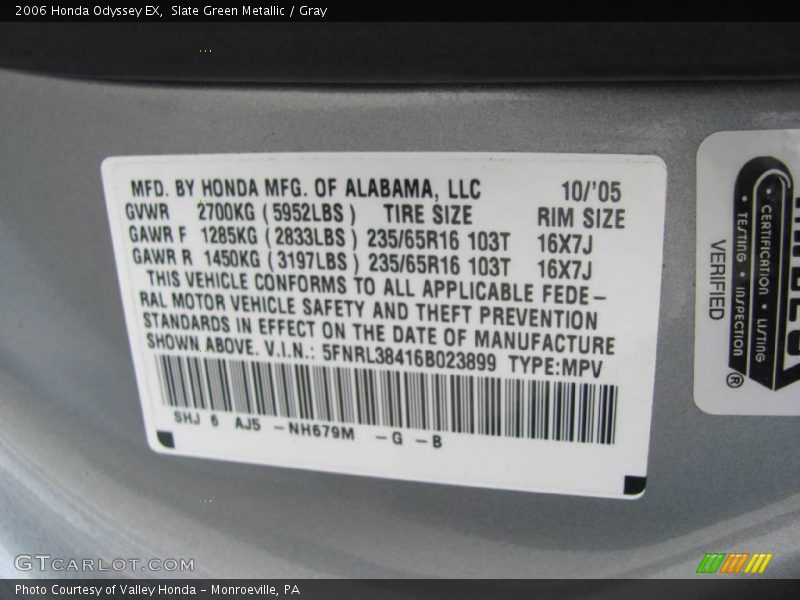 2006 Honda Odyssey EX,  Slate Green Metallic / Gray
MFD. BY HONDA MFG. OF ALABAMA, LLC 10/'05
GVWR 2700KG ( 5952LBS ) TIRE SIZE RIM SIZE
GAWR F 1285KG ( 2833LBS ) 235/65R16 103T 16X7J
GAWR R 1450KG ( 3197LBS ) 235/65R16 103T 16X7J
THIS VEHICLE CONFORMS TO ALL APPLICABLE FEDE–
RAL MOTOR VEHICLE SAFETY AND THEFT PREVENTION
STANDARDS IN EFFECT ON THE DATE OF MANUFACTURE
SHOWN ABOVE. V.I.N.: 5FNRL38416B023899 TYPE:MPV
SHJ 6 AJ5 –NH679M –G –B
CERTIFICATION • LISTING
• TESTING • INSPECTION
VERIFIED
®
GTCARLOT.COM
Photo Courtesy of Valley Honda – Monroeville, PA